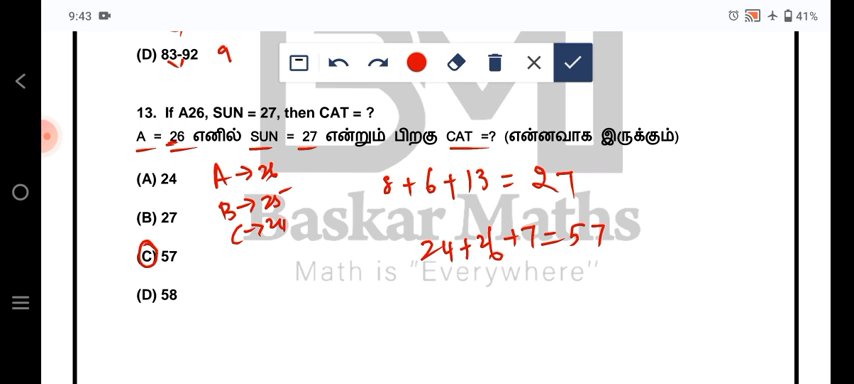 9:43
41%
(D) 83-92 9
13. If A26, SUN = 27, then CAT = ?
A = 26 எனில் SUN = 27 என்றும் பிறகு CAT =? (என்னவாக இருக்கும்)
(A) 24 A→26 8+6+13=27
B→25
(B) 27 C→24
Baskar Maths
24+26+7=57
(C) 57
Math is "Everywhere"
(D) 58